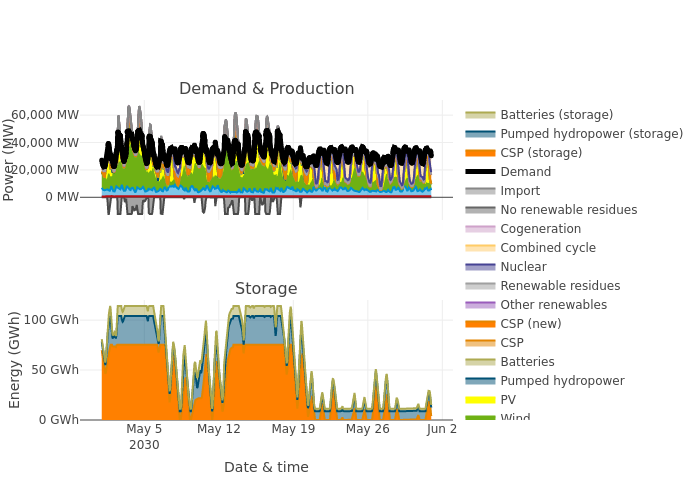 Demand & Production
Power (MW)
60,000 MW
40,000 MW
20,000 MW
0 MW
Storage
Energy (GWh)
100 GWh
50 GWh
0 GWh
May 5
2030
May 12
May 19
May 26
Jun 2
Date & time
Batteries (storage)
Pumped hydropower (storage)
CSP (storage)
Demand
Import
No renewable residues
Cogeneration
Combined cycle
Nuclear
Renewable residues
Other renewables
CSP (new)
CSP
Batteries
Pumped hydropower
PV
Wind